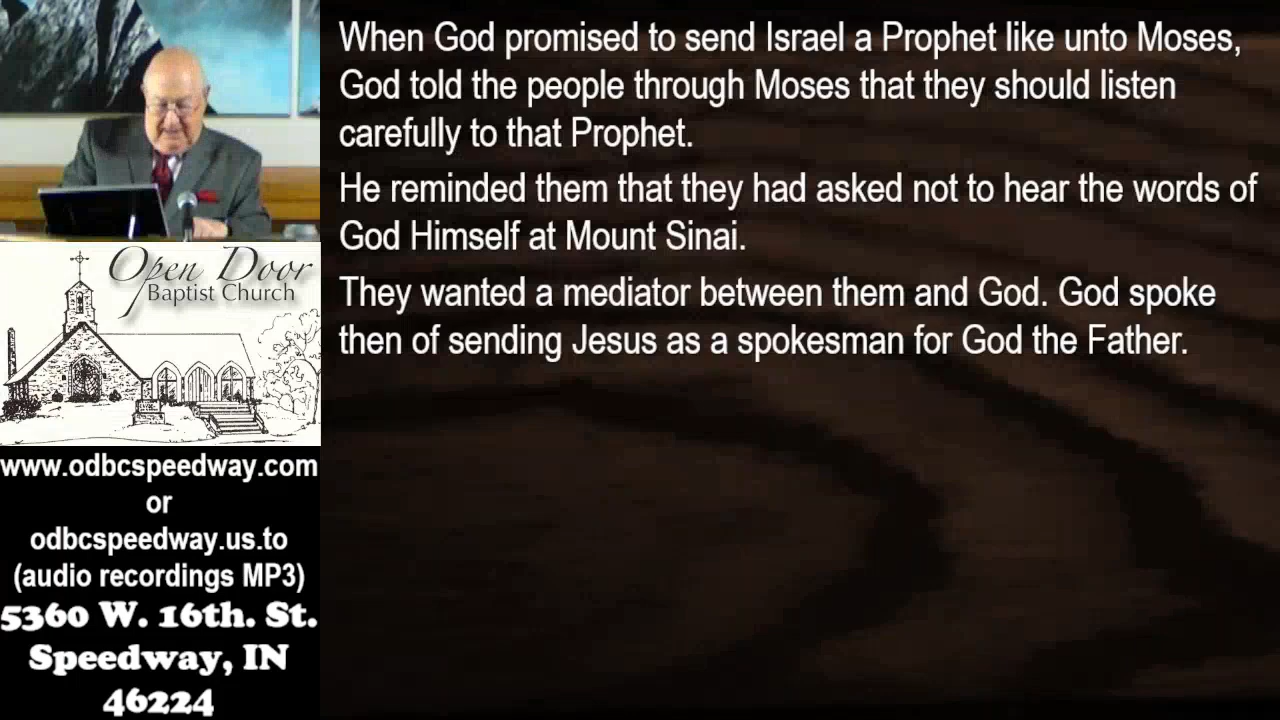 When God promised to send Israel a Prophet like unto Moses,
God told the people through Moses that they should listen
carefully to that Prophet.
He reminded them that they had asked not to hear the words of
God Himself at Mount Sinai.
They wanted a mediator between them and God. God spoke
then of sending Jesus as a spokesman for God the Father.
Open Door
Baptist Church
www.odbcspeedway.com
or
odbcspeedway.us.to
(audio recordings MP3)
5360 W. 16th. St.
Speedway, IN
46224